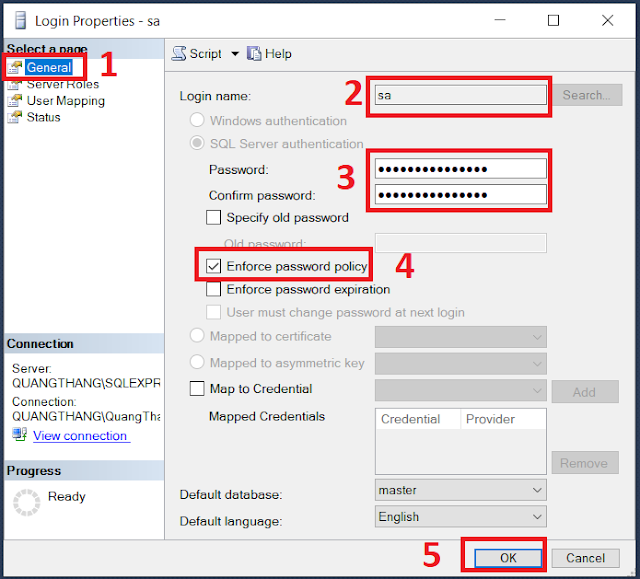 Login Properties - sa
Select a page
General
1
Server Roles
User Mapping
Status
Script
Help
Login name:
2
sa
Search...
Windows authentication
SQL Server authentication
Password:
●●●●●●●●●●●●●●●
3
Confirm password:
●●●●●●●●●●●●●●●
Specify old password
Old password:
Enforce password policy
4
Enforce password expiration
User must change password at next login
Mapped to certificate
Mapped to asymmetric key
Map to Credential
Add
Mapped Credentials
Credential Provider
Remove
Default database:
master
Default language:
English
Connection
Server:
QUANGTHANG\SQLEXPR
Connection:
QUANGTHANG\QuangTha
View connection
Progress
Ready
5
OK
Cancel